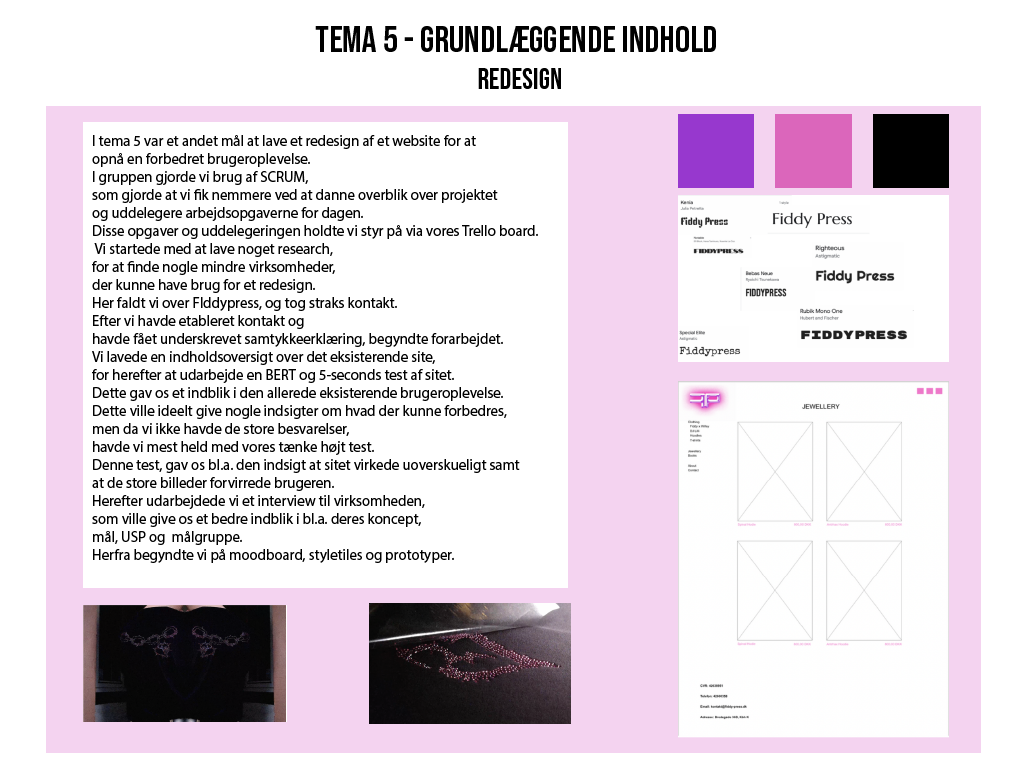 TEMA 5 - GRUNDLÆGGENDE INDHOLD
REDESIGN
I tema 5 var et andet mål at lave et redesign af et website for at
opnå en forbedret brugeroplevelse.
I gruppen gjorde vi brug af SCRUM,
som gjorde at vi fik nemmere ved at danne overblik over projektet
og uddelegere arbejdsopgaverne for dagen.
Disse opgaver og uddelegeringen holdte vi styr på via vores Trello board.
Vi startede med at lave noget research,
for at finde nogle mindre virksomheder,
der kunne have brug for et redesign.
Her faldt vi over FIddypress, og tog straks kontakt.
Efter vi havde etableret kontakt og
havde fået underskrevet samtykkeerklæring, begyndte forarbejdet.
Vi lavede en indholdsoversigt over det eksisterende site,
for herefter at udarbejde en BERT og 5-seconds test af sitet.
Dette gav os et indblik i den allerede eksisterende brugeroplevelse.
Dette ville ideelt give nogle indsigter om hvad der kunne forbedres,
men da vi ikke havde de store besvarelser,
havde vi mest held med vores tænke højt test.
Denne test, gav os bl.a. den indsigt at sitet virkede uoverskueligt samt
at de store billeder forvirrede brugeren.
Herefter udarbejdede vi et interview til virksomheden,
som ville give os et bedre indblik i bl.a. deres koncept,
mål, USP og målgruppe.
Herfra begyndte vi på moodboard, styletiles og prototyper.
Kenia
Fiddy Press
Fiddy Press
FIDDYPRESS
Righteous
Astigmatic
Fiddy Press
Bebas Neue
FIDDYPRESS
Rubik Mono One
Hubert and Fischer
FIDDYPRESS
Special Elite
Astigmatic
Fiddypress
JEWELLERY
Clothing
Jewellery
Books
About
Contact